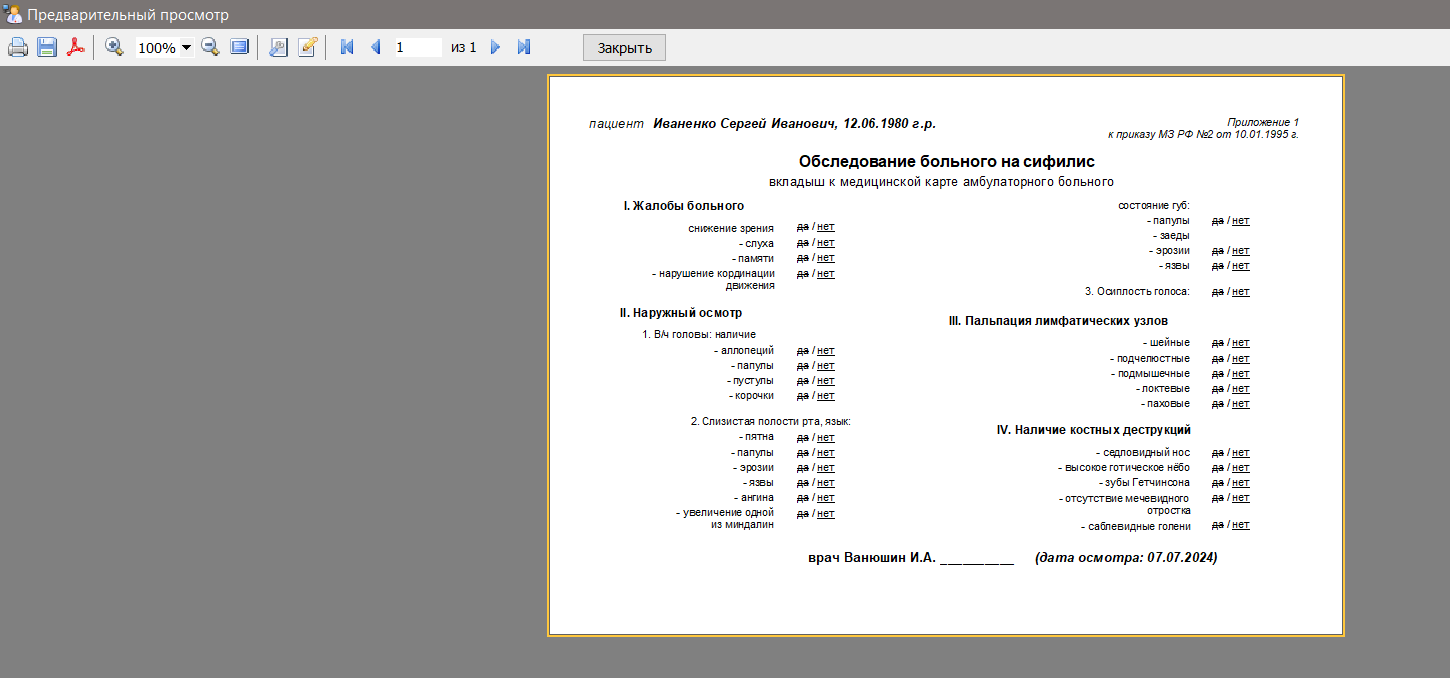 Предварительный просмотр
100%
1
из 1
Закрыть
пациент Иваненко Сергей Иванович, 12.06.1980 г.р.
Приложение 1
к приказу МЗ РФ №2 от 10.01.1995 г.
Обследование больного на сифилис
вкладыш к медицинской карте амбулаторного больного
I. Жалобы больного
снижение зрения да / нет
- слуха да / нет
- памяти да / нет
- нарушение кординации да / нет
движения
II. Наружный осмотр
1. В/ч головы: наличие
- аллопеций да / нет
- папулы да / нет
- пустулы да / нет
- корочки да / нет
2. Слизистая полости рта, язык:
- пятна да / нет
- папулы да / нет
- эрозии да / нет
- язвы да / нет
- ангина да / нет
- увеличение одной да / нет
из миндалин
состояние губ:
- папулы да / нет
- заеды
- эрозии да / нет
- язвы да / нет
3. Осиплость голоса: да / нет
III. Пальпация лимфатических узлов
- шейные да / нет
- подчелюстные да / нет
- подмышечные да / нет
- локтевые да / нет
- паховые да / нет
IV. Наличие костных деструкций
- седловидный нос да / нет
- высокое готическое нёбо да / нет
- зубы Гетчинсона да / нет
- отсутствие мечевидного да / нет
отростка
- саблевидные голени да / нет
врач Ванюшин И.А. __________ (дата осмотра: 07.07.2024)